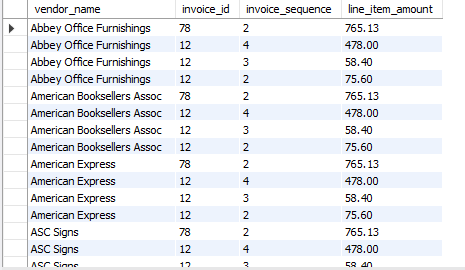 vendor_name invoice_id invoice_sequence line_item_amount
Abbey Office Furnishings 78 2 765.13
Abbey Office Furnishings 12 4 478.00
Abbey Office Furnishings 12 3 58.40
Abbey Office Furnishings 12 2 75.60
American Booksellers Assoc 78 2 765.13
American Booksellers Assoc 12 4 478.00
American Booksellers Assoc 12 3 58.40
American Booksellers Assoc 12 2 75.60
American Express 78 2 765.13
American Express 12 4 478.00
American Express 12 3 58.40
American Express 12 2 75.60
ASC Signs 78 2 765.13
ASC Signs 12 4 478.00
ASC Signs 12 3 58.40